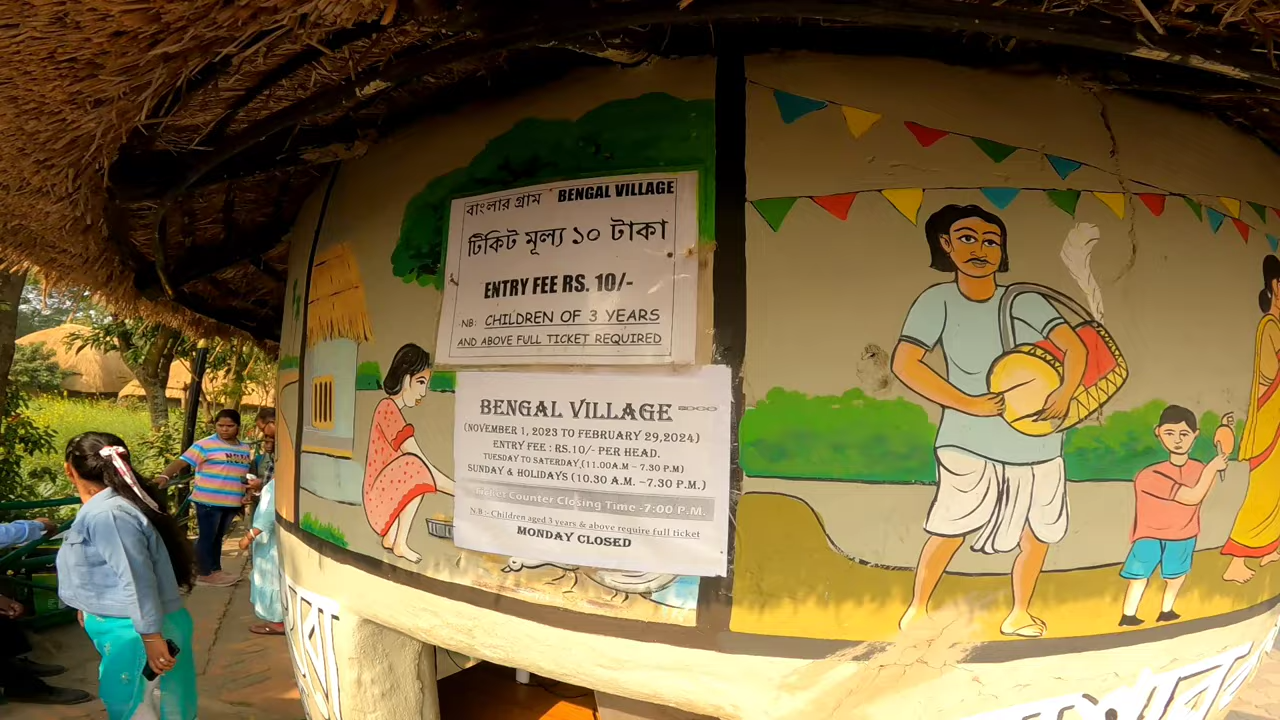 বাংলার গ্রাম BENGAL VILLAGE
টিকিট মূল্য ১০ টাকা
ENTRY FEE RS. 10/-
NB: CHILDREN OF 3 YEARS
AND ABOVE FULL TICKET REQUIRED
BENGAL VILLAGE
(NOVEMBER 1, 2023 TO FEBRUARY 29,2024)
ENTRY FEE : RS.10/- PER HEAD.
TUESDAY TO SATERDAY,(11.00A.M – 7.30 P.M)
SUNDAY & HOLIDAYS (10.30 A.M. –7.30 P.M.)
Ticket Counter Closing Time -7:00 P.M.
N.B:- Children aged 3 years & above require full ticket
MONDAY CLOSED